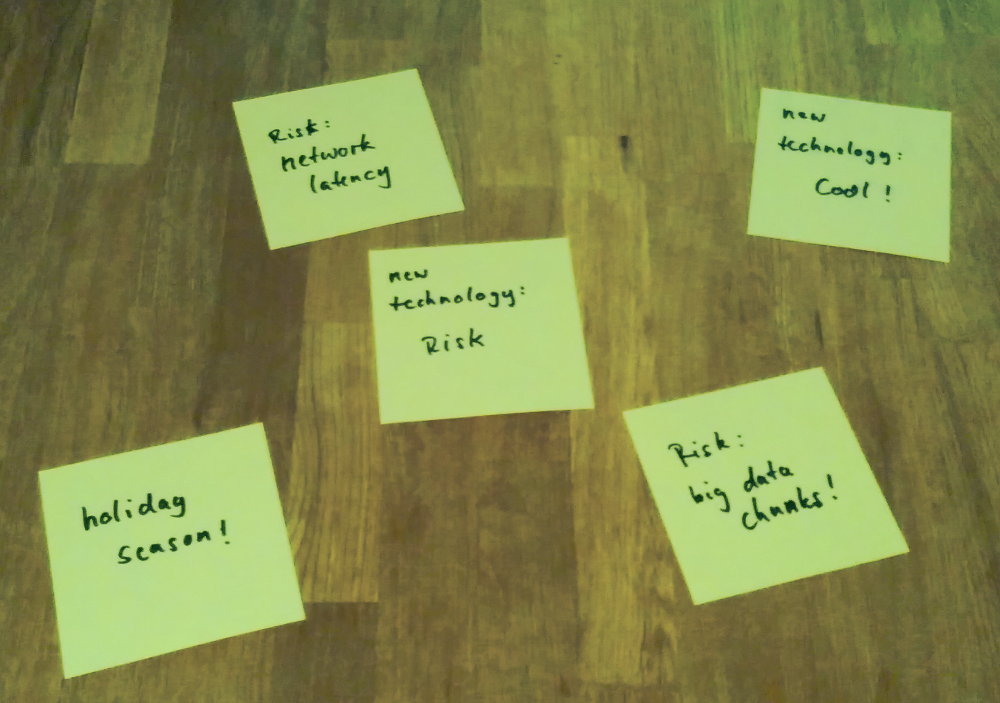 Risk:
network
latency
new
technology:
Cool!
new
technology:
Risk
holiday
season!
Risk:
big data
chunks!